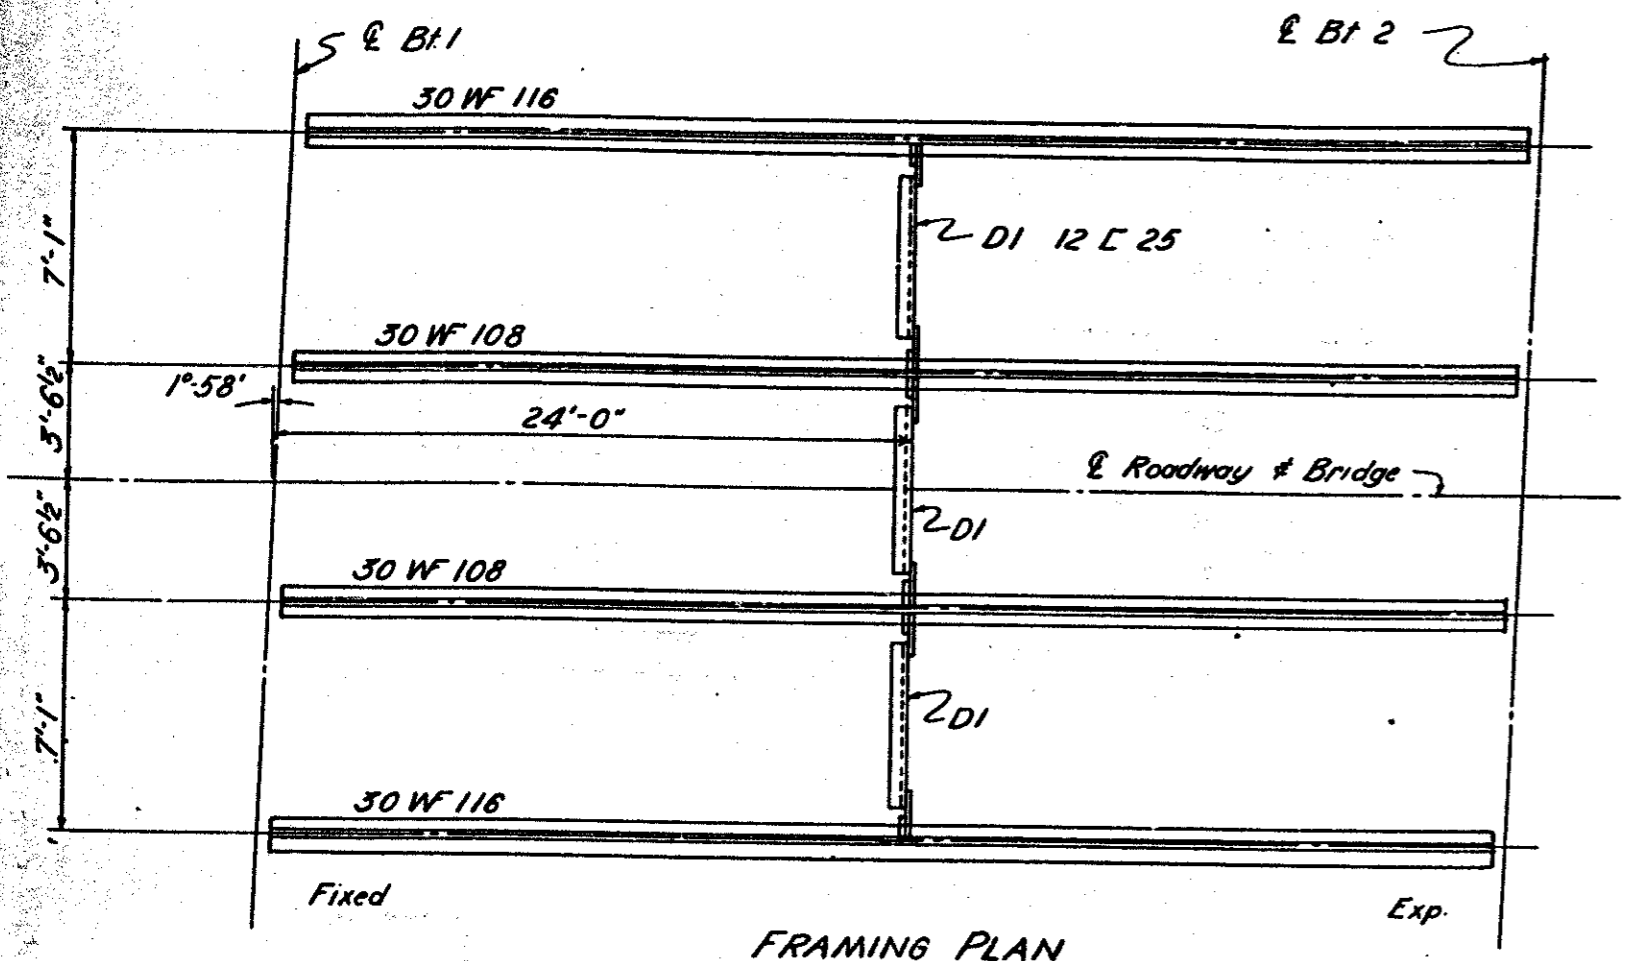 ℄ Bt. 1
℄ Bt 2
30 WF 116
7'-1"
D1 12 [ 25
30 WF 108
3'-6½"
1°-58'
24'-0"
℄ Roadway & Bridge
3'-6½"
D1
30 WF 108
7'-1"
D1
30 WF 116
Fixed
Exp.
FRAMING PLAN